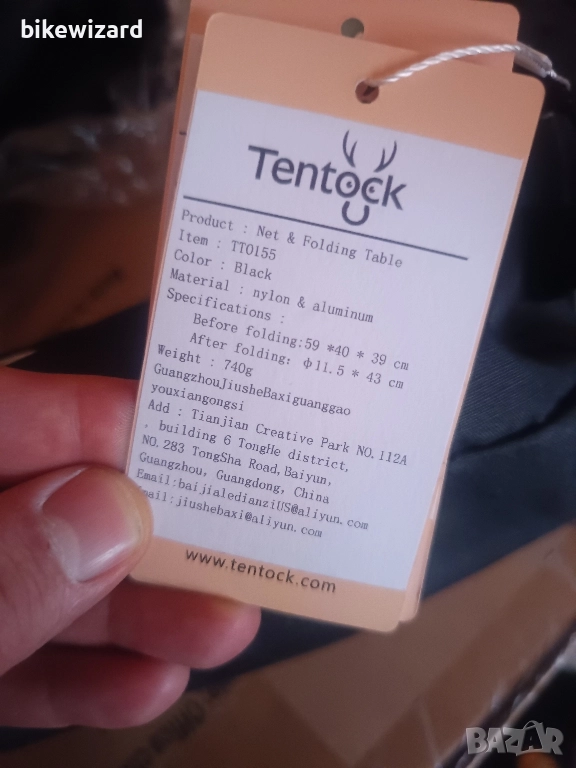 bikewizard
Tentock
Product : Net & Folding Table
Item : TT0155
Color : Black
Material : nylon & aluminum
Specifications :
Before folding:59 *40 * 39 cm
After folding: φ11.5 * 43 cm
Weight : 740g
GuangzhouJiusheBaxiguanggao
youxiangongsi
Add : Tianjian Creative Park NO.112A
, building 6 TongHe district,
NO.283 TongSha Road,Baiyun,
Guangzhou, Guangdong, China
Email:baijialedianziUS@aliyun.com
mail:jiushebaxi@aliyun.com
www.tentock.com
BAZAR